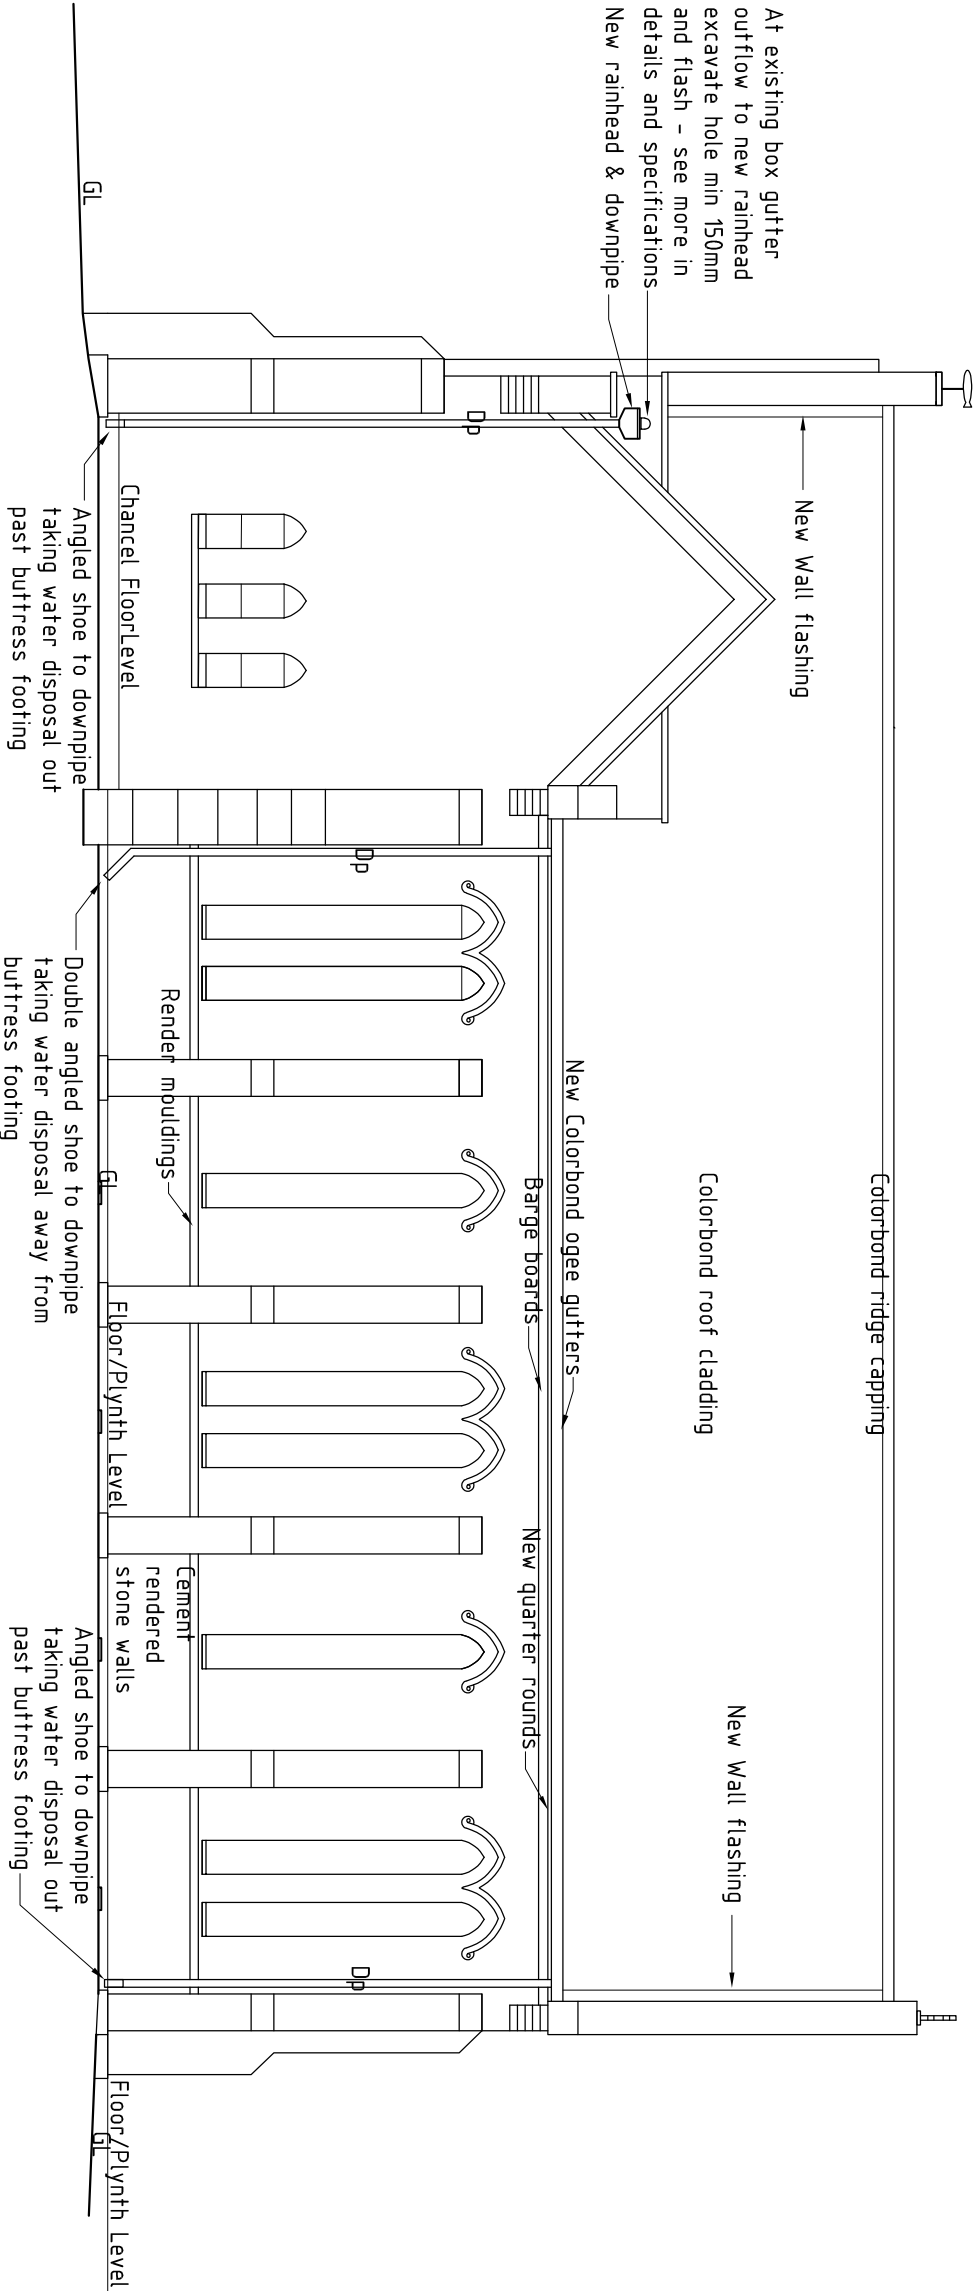 At existing box gutter
outflow to new rainhead
excavate hole min 150mm
and flash - see more in
details and specifications
New rainhead & downpipe
New Wall flashing
Colorbond ridge capping
Colorbond roof cladding
New Wall flashing
New Colorbond ogee gutters
Barge boards
New quarter rounds
Dp
Dp
Dp
GL
Chancel FloorLevel
Render mouldings
Cement
rendered
stone walls
Floor/Plynth Level
GL
Floor/Plynth Level
GL
Angled shoe to downpipe
taking water disposal out
past buttress footing
Double angled shoe to downpipe
taking water disposal away from
buttress footing
Angled shoe to downpipe
taking water disposal out
past buttress footing